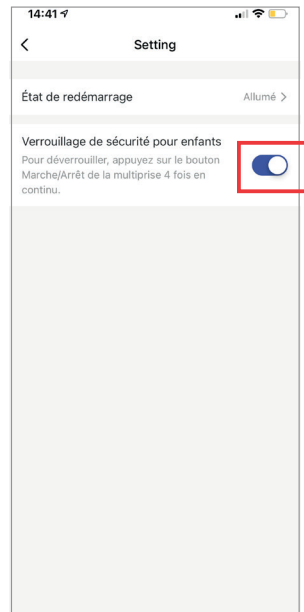 14:41
Setting
État de redémarrage
Allumé
Verrouillage de sécurité pour enfants
Pour déverrouiller, appuyez sur le bouton
Marche/Arrêt de la multiprise 4 fois en
continu.